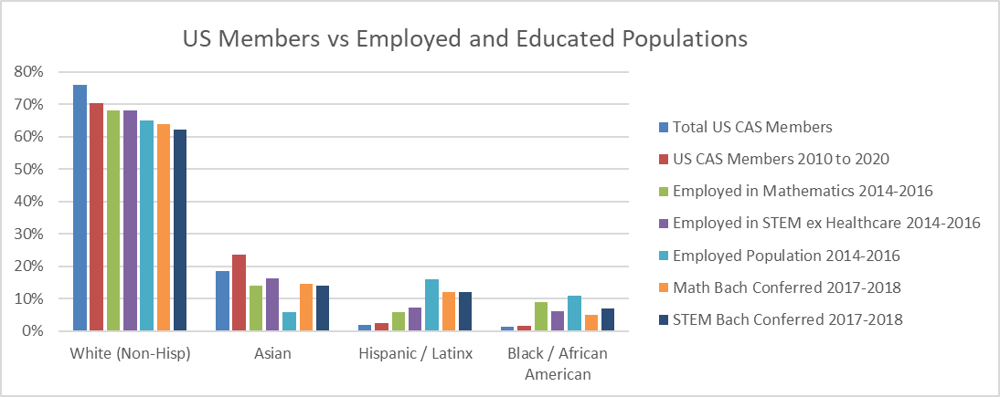 US Members vs Employed and Educated Populations
80%
70%
60%
50%
40%
30%
20%
10%
0%
White (Non-Hisp)
Asian
Hispanic / Latinx
Black / African
American
Total US CAS Members
US CAS Members 2010 to 2020
Employed in Mathematics 2014-2016
Employed in STEM ex Healthcare 2014-2016
Employed Population 2014-2016
Math Bach Conferred 2017-2018
STEM Bach Conferred 2017-2018